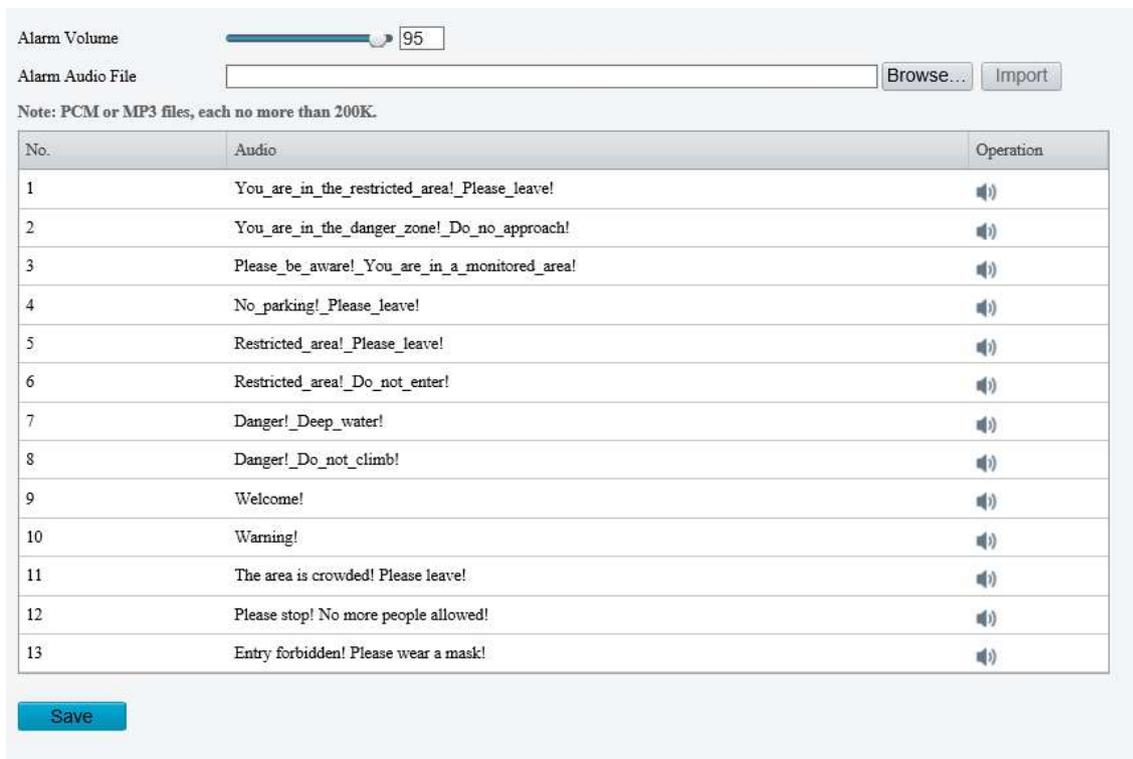 Alarm Volume 95
Alarm Audio File Browse... Import
Note: PCM or MP3 files, each no more than 200K.
No. Audio Operation
1 You_are_in_the_restricted_area!_Please_leave!
2 You_are_in_the_danger_zone!_Do_no_approach!
3 Please_be_aware!_You_are_in_a_monitored_area!
4 No_parking!_Please_leave!
5 Restricted_area!_Please_leave!
6 Restricted_area!_Do_not_enter!
7 Danger!_Deep_water!
8 Danger!_Do_not_climb!
9 Welcome!
10 Warning!
11 The area is crowded! Please leave!
12 Please stop! No more people allowed!
13 Entry forbidden! Please wear a mask!
Save